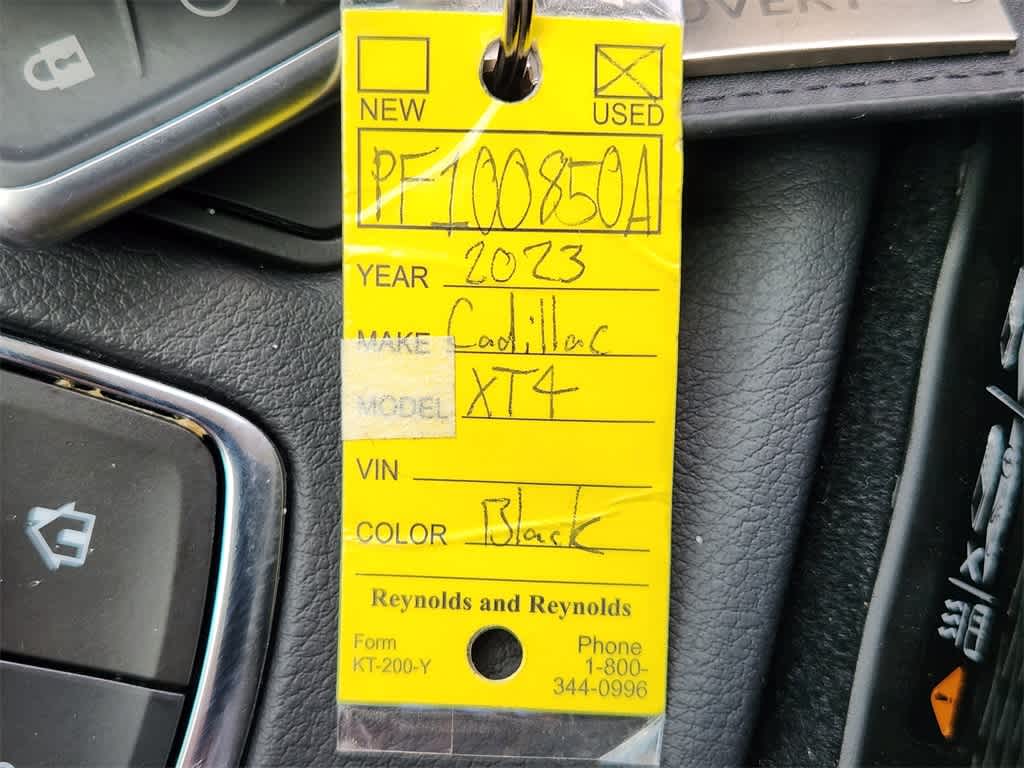 NEW
USED
PF100850A
YEAR 2023
MAKE Cadillac
MODEL XT4
VIN
COLOR Black
Reynolds and Reynolds
Form
KT-200-Y
Phone
1-800-
344-0996